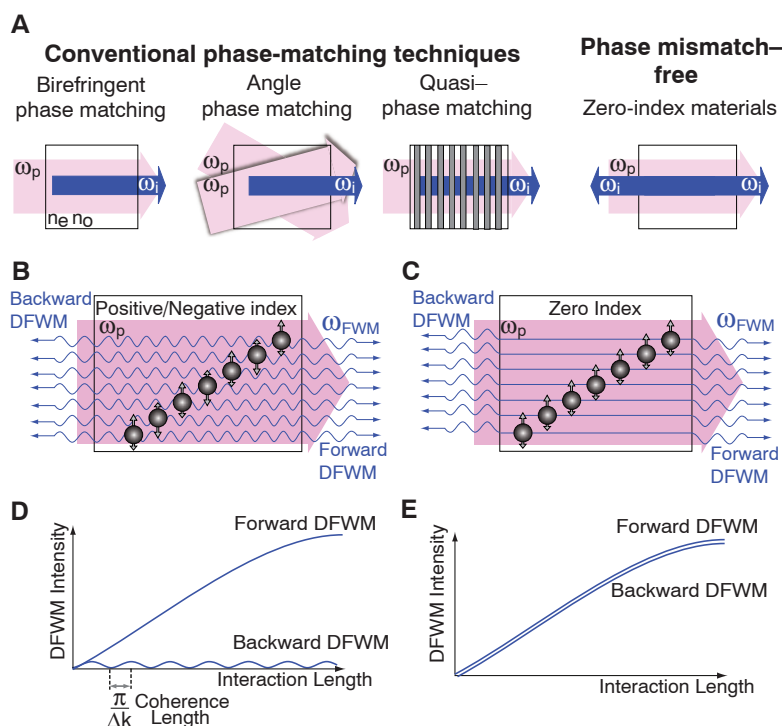 A
Conventional phase-matching techniques
Phase mismatch–
free
Birefringent
phase matching
Angle
phase matching
Quasi–
phase matching
Zero-index materials
ωp
ωi
ne no
ωp
ωp
ωi
ωp
ωi
ωp
ωi
ωi
B
Backward
DFWM
Positive/Negative index
ωp
ωFWM
Forward
DFWM
C
Backward
DFWM
Zero Index
ωp
ωFWM
Forward
DFWM
D
DFWM Intensity
Forward DFWM
Backward DFWM
Interaction Length
π
Δk
Coherence
Length
E
DFWM Intensity
Forward DFWM
Backward DFWM
Interaction Length